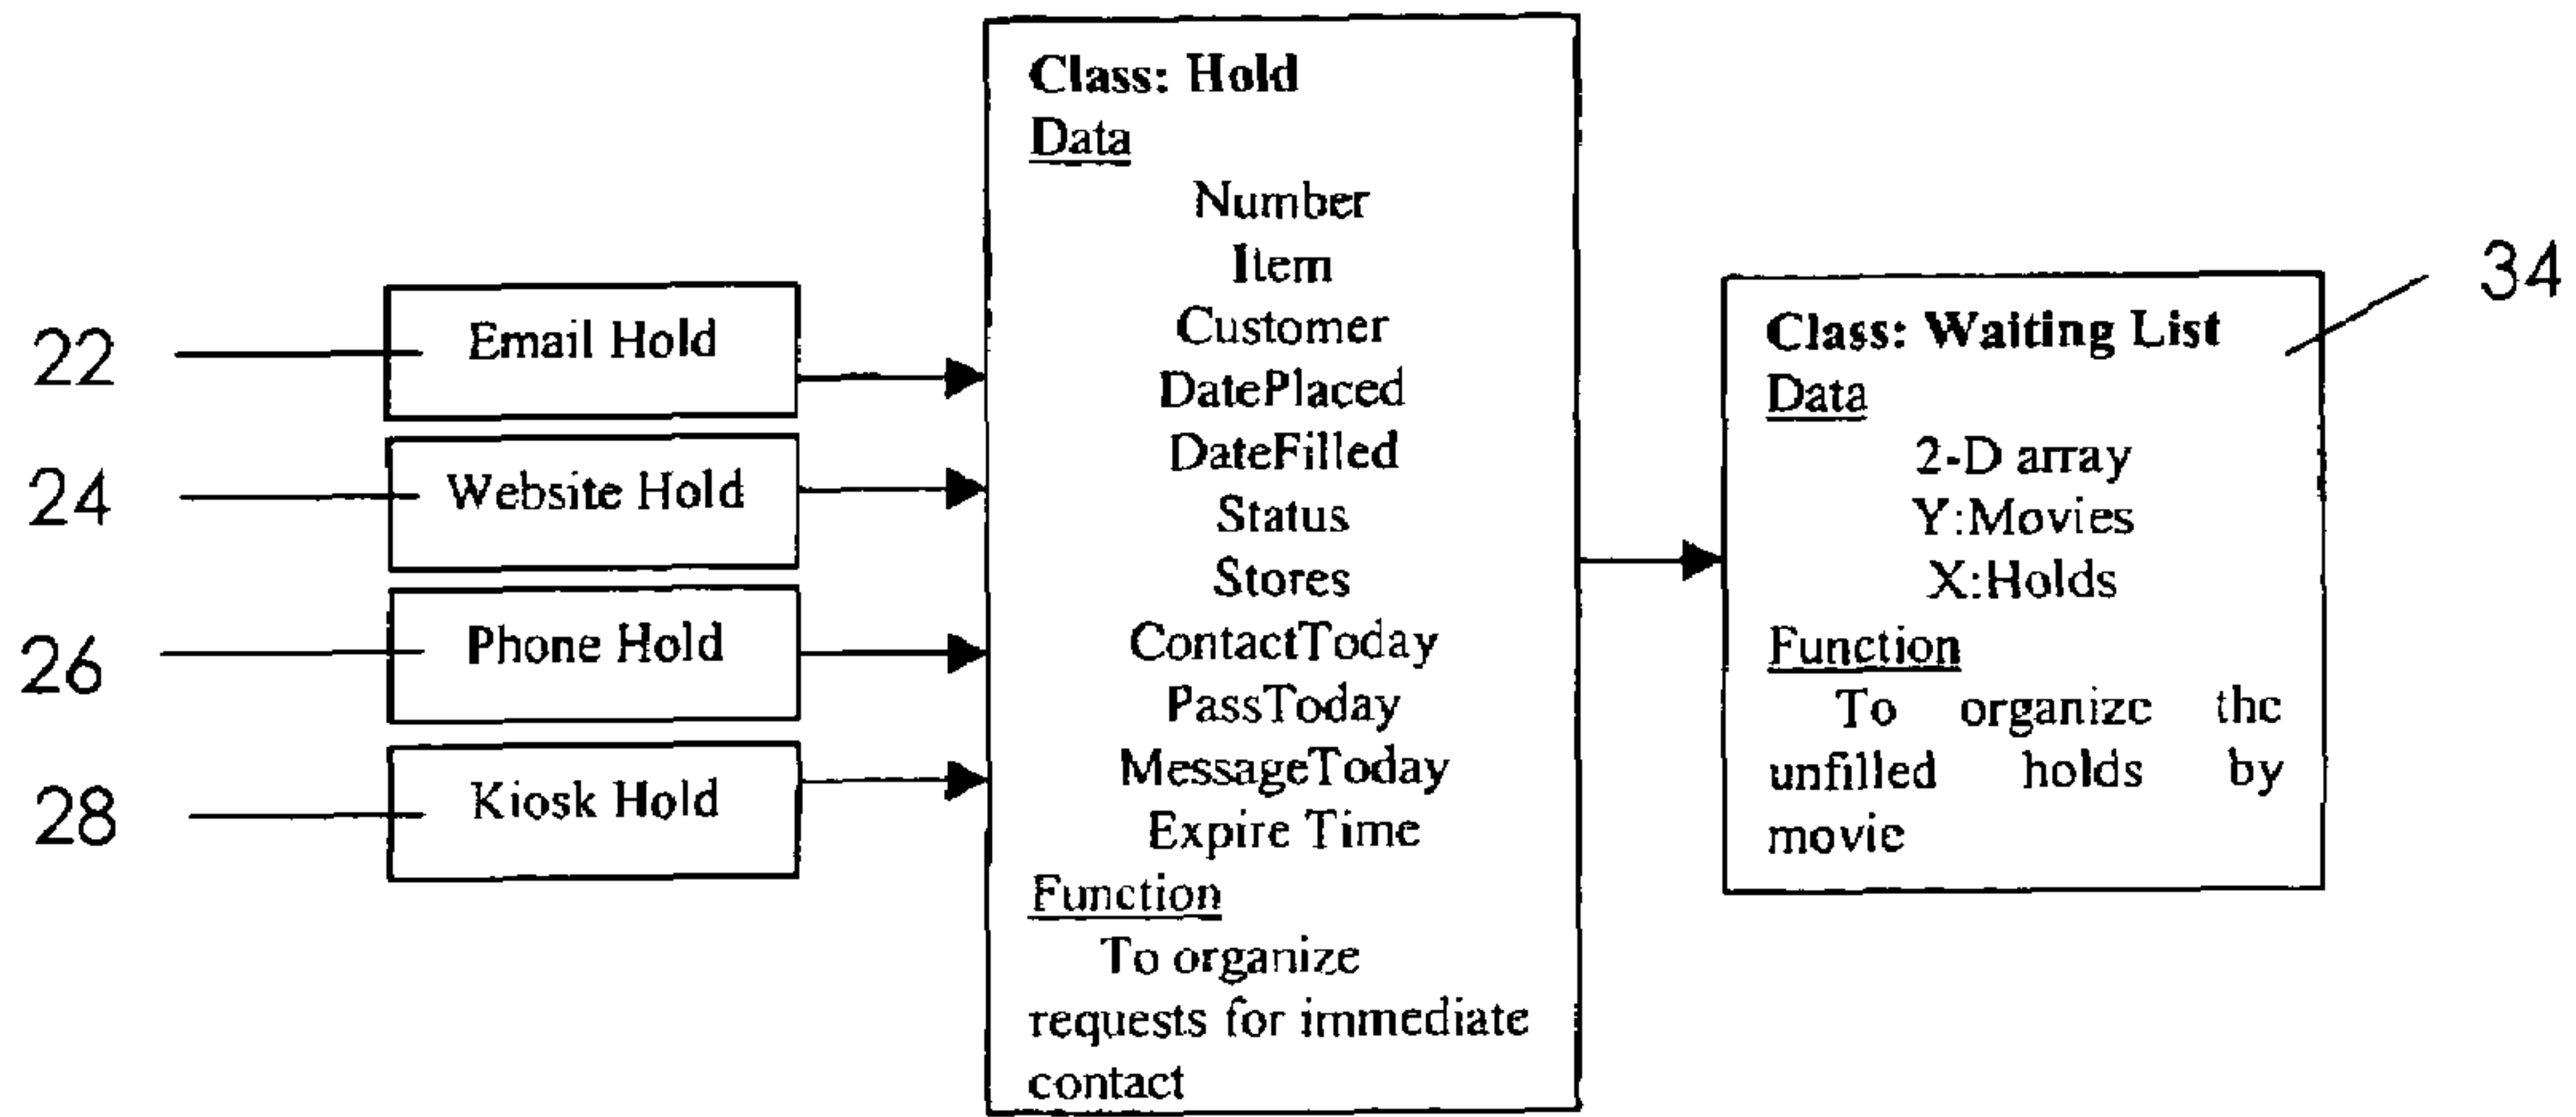 22
Email Hold
24
Website Hold
26
Phone Hold
28
Kiosk Hold
Class: Hold
Data
Number
Item
Customer
DatePlaced
DateFilled
Status
Stores
ContactToday
PassToday
MessageToday
Expire Time
Function
To organize
requests for immediate
contact
34
Class: Waiting List
Data
2-D array
Y:Movies
X:Holds
Function
To organize the
unfilled holds by
movie